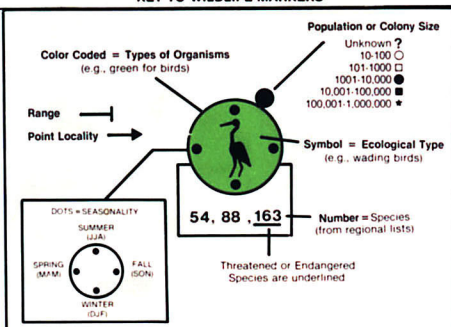 KEY TO WILDLIFE MARKERS
Population or Colony Size
Unknown ?
10-100 ○
101-1000 □
1001-10,000 ●
10,001-100,000 ■
100,001-1,000,000 ★
Color Coded = Types of Organisms
(e.g., green for birds)
Range
Point Locality
Symbol = Ecological Type
(e.g., wading birds)
54, 88 ,163
Number = Species
(from regional lists)
Threatened or Endangered
Species are underlined
DOTS = SEASONALITY
SUMMER
(JJA)
SPRING
(MAM)
FALL
(SON)
WINTER
(DJF)